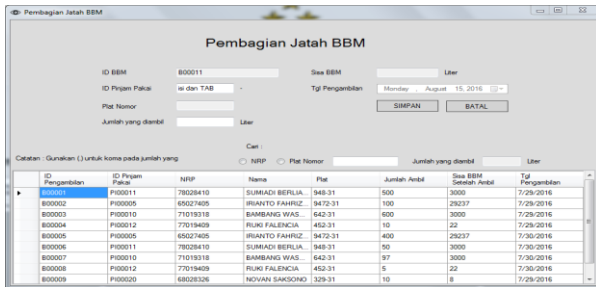 Pembagian Jatah BBM
Pembagian Jatah BBM
ID BBM B00011 Sisa BBM Liter
ID Pinjam Pakai isi dan TAB - Tgl Pengambilan Monday , August 15, 2016
Plat Nomor SIMPAN BATAL
Jumlah yang diambil Liter
Cari :
Catatan : Gunakan (.) untuk koma pada jumlah yang NRP Plat Nomor Jumlah yang diambil Liter
ID Pengambilan ID Pinjam Pakai NRP Nama Plat Jumlah Ambil Sisa BBM Setelah Ambil Tgl Pengambilan
B00001 PI00011 78028410 SUMIADI BERLIA... 948-31 500 3000 7/29/2016
B00002 PI00005 65027405 IRIANTO FAHRIZ... 9472-31 100 29237 7/29/2016
B00003 PI00010 71019318 BAMBANG WAS... 642-31 600 3000 7/29/2016
B00004 PI00012 77019409 RUKI FALENCIA 452-31 10 22 7/29/2016
B00005 PI00005 65027405 IRIANTO FAHRIZ... 9472-31 400 29237 7/29/2016
B00006 PI00011 78028410 SUMIADI BERLIA... 948-31 50 3000 7/30/2016
B00007 PI00010 71019318 BAMBANG WAS... 642-31 97 3000 7/30/2016
B00008 PI00012 77019409 RUKI FALENCIA 452-31 5 22 7/30/2016
B00009 PI00020 68028326 NOVAN SAKSONO 329-31 10 8 7/30/2016